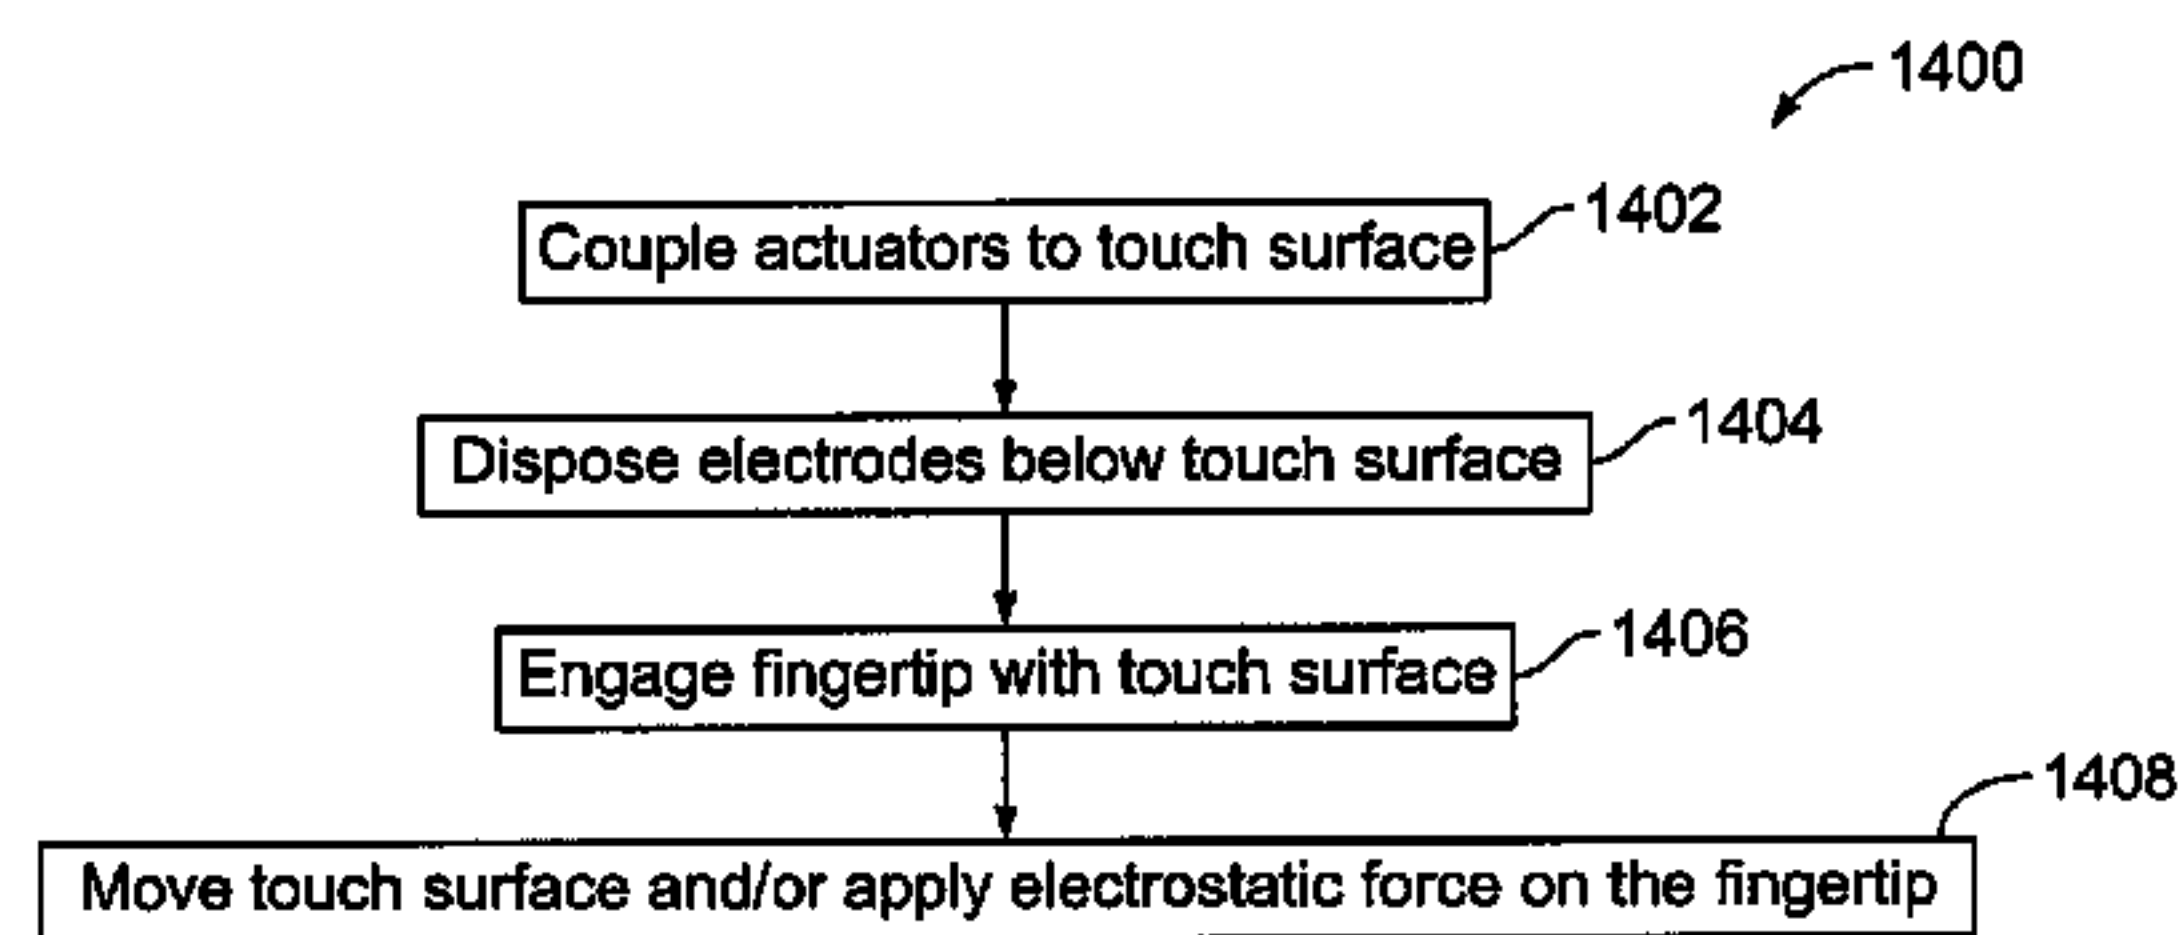 1400
Couple actuators to touch surface
1402
Dispose electrodes below touch surface
1404
Engage fingertip with touch surface
1406
1408
Move touch surface and/or apply electrostatic force on the fingertip